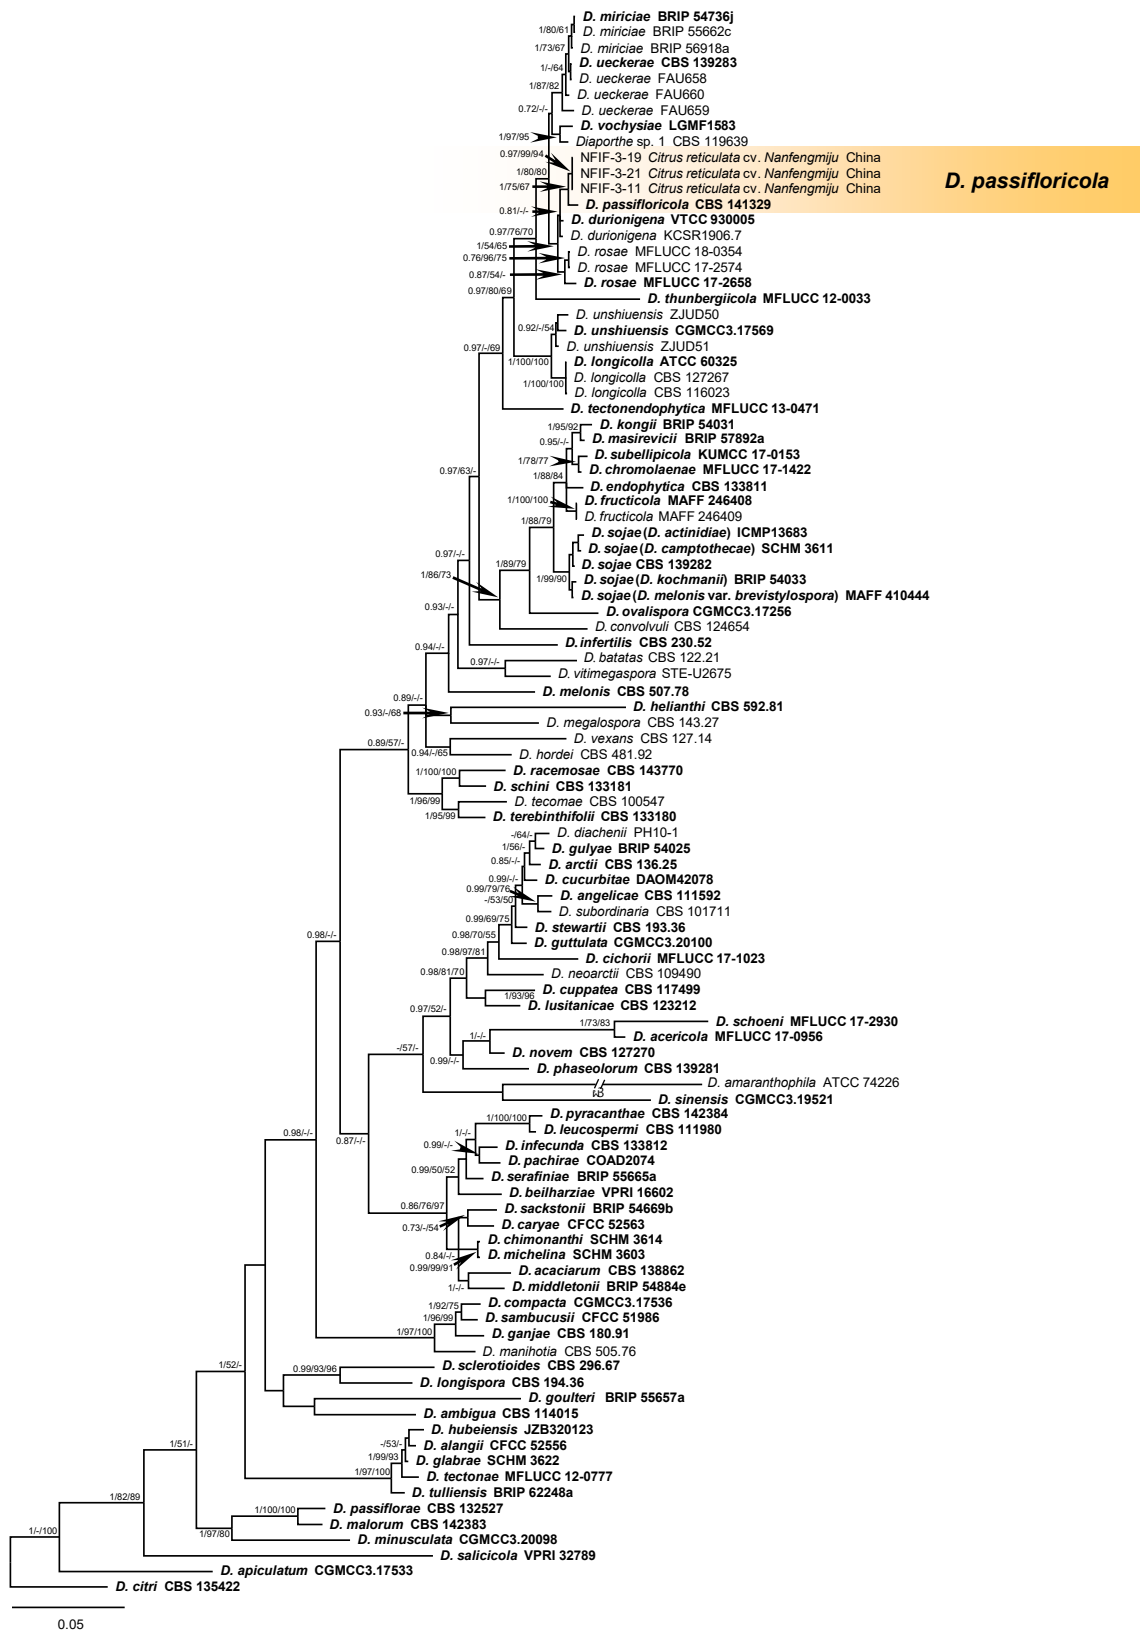 D. miriciae BRIP 54736j
1/80/61
D. miriciae BRIP 55662c
1/73/67
D. miriciae BRIP 56918a
D. ueckerae CBS 139283
1/-/64
D. ueckerae FAU658
1/87/82
D. ueckerae FAU660
0.72/-/-
D. ueckerae FAU659
D. vochysiae LGMF1583
1/97/95
Diaporthe sp. 1 CBS 119639
0.97/99/94
NFIF-3-19 Citrus reticulata cv. Nanfengmiju China
1/80/80
NFIF-3-21 Citrus reticulata cv. Nanfengmiju China
D. passifloricola
1/75/67
NFIF-3-11 Citrus reticulata cv. Nanfengmiju China
D. passifloricola CBS 141329
0.81/-/-
D. durionigena VTCC 930005
0.97/76/70
D. durionigena KCSR1906.7
1/54/65
D. rosae MFLUCC 18-0354
0.76/96/75
D. rosae MFLUCC 17-2574
0.87/54/-
D. rosae MFLUCC 17-2658
0.97/80/69
D. thunbergiicola MFLUCC 12-0033
D. unshiuensis ZJUD50
0.92/-/54
D. unshiuensis CGMCC3.17569
0.97/-/69
D. unshiuensis ZJUD51
1/100/100
D. longicolla ATCC 60325
D. longicolla CBS 127267
1/100/100
D. longicolla CBS 116023
D. tectonendophytica MFLUCC 13-0471
1/95/92
D. kongii BRIP 54031
0.95/-/-
D. masirevicii BRIP 57892a
D. subellipicola KUMCC 17-0153
1/78/77
D. chromolaenae MFLUCC 17-1422
0.97/63/-
1/88/84
D. endophytica CBS 133811
1/100/100
D. fructicola MAFF 246408
D. fructicola MAFF 246409
1/88/79
D. sojae (D. actinidiae) ICMP13683
D. sojae (D. camptothecae) SCHM 3611
0.97/-/-
1/89/79
D. sojae CBS 139282
1/86/73
1/99/90
D. sojae (D. kochmanii) BRIP 54033
D. sojae (D. melonis var. brevistylospora) MAFF 410444
0.93/-/-
D. ovalispora CGMCC3.17256
D. convolvuli CBS 124654
0.94/-/-
D. infertilis CBS 230.52
0.97/-/-
D. batatas CBS 122.21
D. vitimegaspora STE-U2675
D. melonis CBS 507.78
0.89/-/-
D. helianthi CBS 592.81
0.93/-/68
D. megalospora CBS 143.27
D. vexans CBS 127.14
0.89/57/-
0.94/-/65
D. hordei CBS 481.92
1/100/100
D. racemosae CBS 143770
D. schini CBS 133181
1/96/99
D. tecomae CBS 100547
1/95/99
D. terebinthifolii CBS 133180
-/64/-
D. diachenii PH10-1
1/56/-
D. gulyae BRIP 54025
0.85/-/-
D. arctii CBS 136.25
0.99/-/-
D. cucurbitae DAOM42078
0.99/79/76
D. angelicae CBS 111592
-/53/50
D. subordinaria CBS 101711
0.99/69/75
D. stewartii CBS 193.36
0.98/70/55
D. guttulata CGMCC3.20100
0.98/-/-
0.98/97/81
D. cichorii MFLUCC 17-1023
0.98/81/70
D. neoarctii CBS 109490
D. cuppatea CBS 117499
1/93/96
D. lusitanicae CBS 123212
0.97/52/-
D. schoeni MFLUCC 17-2930
1/73/83
D. acericola MFLUCC 17-0956
1/-/-
-/57/-
D. novem CBS 127270
0.99/-/-
D. phaseolorum CBS 139281
D. amaranthophila ATCC 74226
D. sinensis CGMCC3.19521
D. pyracanthae CBS 142384
1/100/100
D. leucospermi CBS 111980
0.98/-/-
0.87/-/-
1/-/-
0.99/-/-
D. infecunda CBS 133812
D. pachirae COAD2074
0.99/50/52
D. serafiniae BRIP 55665a
D. beilharziae VPRI 16602
0.86/76/97
D. sackstonii BRIP 54669b
0.73/-/54
D. caryae CFCC 52563
D. chimonanthi SCHM 3614
0.84/-/-
D. michelina SCHM 3603
0.99/99/91
D. acaciarum CBS 138862
1/-/-
D. middletonii BRIP 54884e
1/92/75
D. compacta CGMCC3.17536
1/96/99
D. sambucusii CFCC 51986
1/97/100
D. ganjae CBS 180.91
D. manihotia CBS 505.76
1/52/-
0.99/93/96
D. sclerotioides CBS 296.67
D. longispora CBS 194.36
D. goulteri BRIP 55657a
D. ambigua CBS 114015
D. hubeiensis JZB320123
1/51/-
-/53/-
D. alangii CFCC 52556
1/99/93
D. glabrae SCHM 3622
1/97/100
D. tectonae MFLUCC 12-0777
D. tulliensis BRIP 62248a
1/82/89
1/100/100
D. passiflorae CBS 132527
D. malorum CBS 142383
1/-/100
1/97/80
D. minusculata CGMCC3.20098
D. salicicola VPRI 32789
D. apiculatum CGMCC3.17533
D. citri CBS 135422
0.05